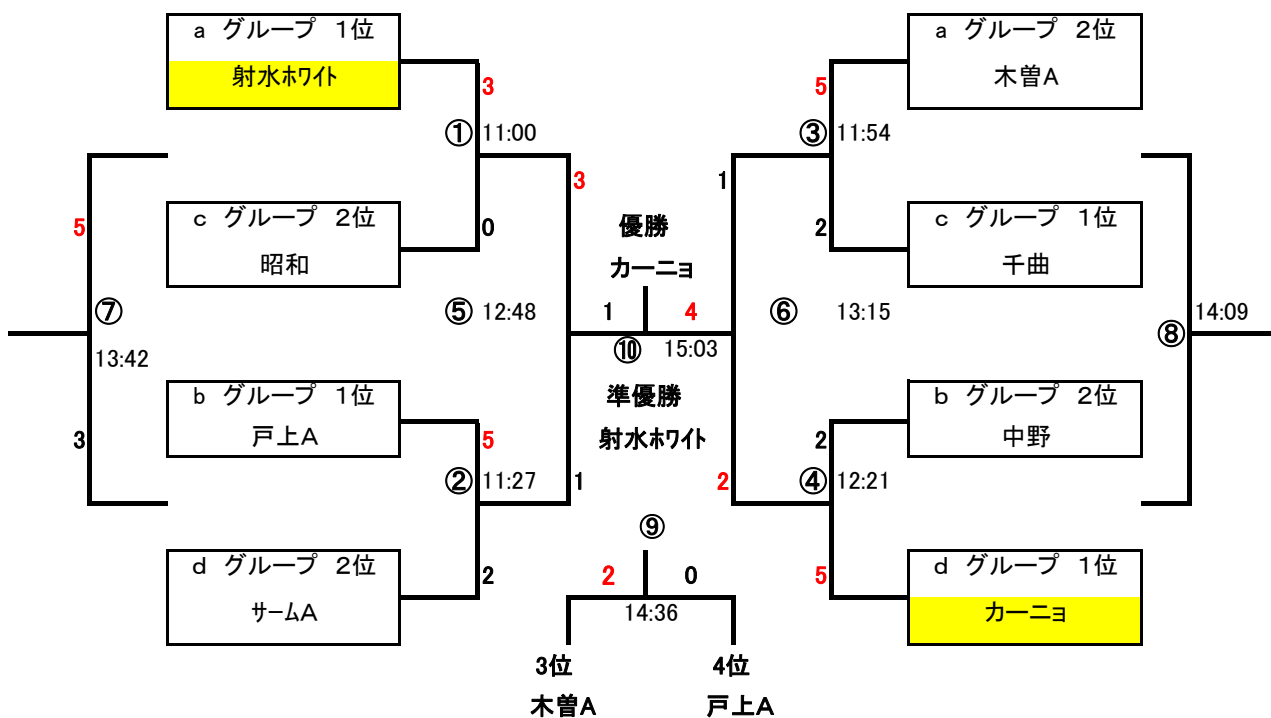 a グループ 1位
射水ﾎﾜｲﾄ
3
① 11:00
c グループ 2位
昭和
0
5
⑦
13:42
3
⑤ 12:48
3
1
b グループ 1位
戸上A
5
② 11:27
d グループ 2位
ｻｰﾑA
2
優勝
カーニョ
1 4
⑩ 15:03
準優勝
射水ﾎﾜｲﾄ
⑨
2 0
14:36
3位 4位
木曽A 戸上A
a グループ 2位
木曽A
5
③ 11:54
c グループ 1位
千曲
2
1
⑥ 13:15
2
⑧ 14:09
b グループ 2位
中野
2
④ 12:21
d グループ 1位
カーニョ
5